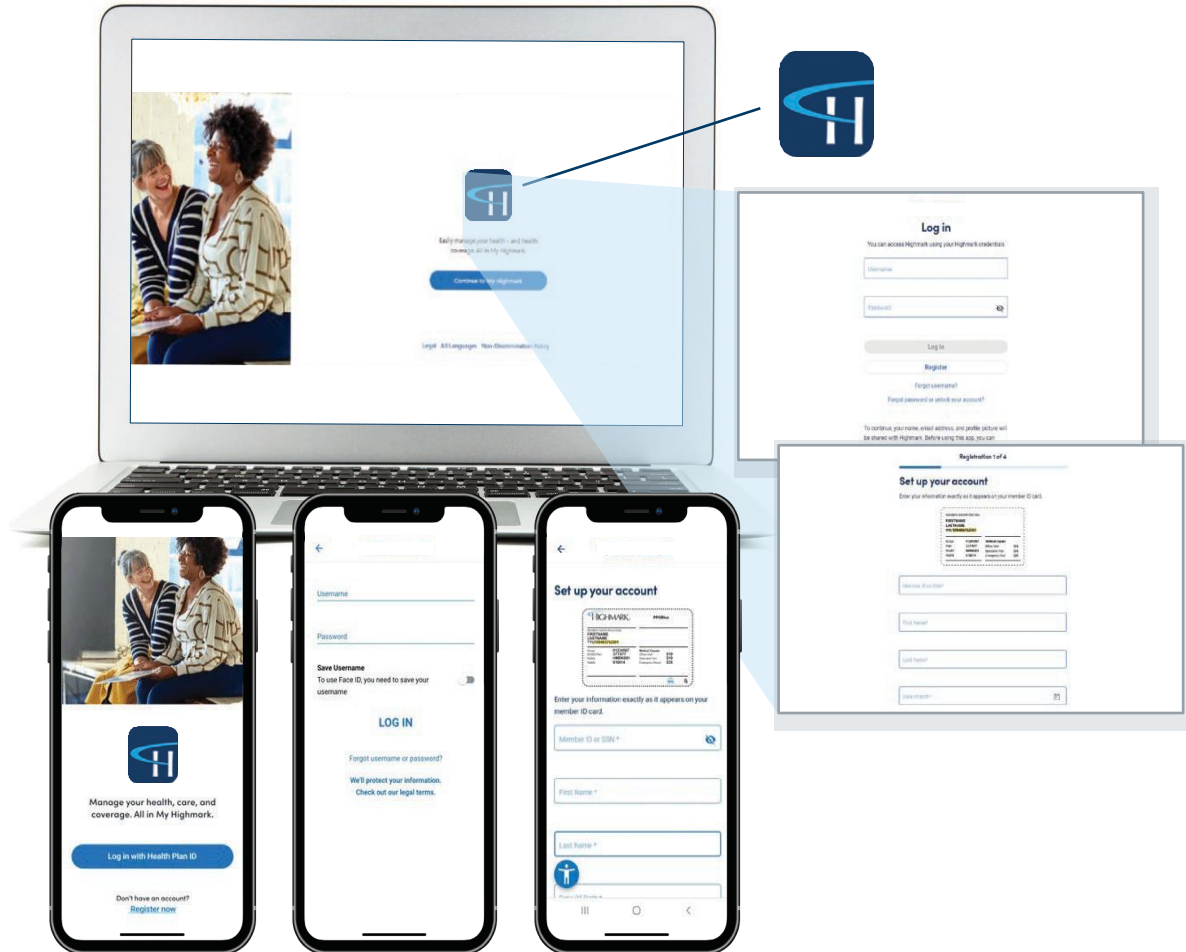 Easily manage your health - and health
coverage. All in My Highmark.
Continue to My Highmark
Legal All Languages Non-Discrimination Policy
H
H
Log in
You can access Highmark using your Highmark credentials
Username
Password
Log In
Register
Forgot username?
Forgot password or unlock your account?
To continue, your name, email address, and profile picture will
be shared with Highmark. Before using this app, you can
Registration 1 of 4
Set up your account
Enter your information exactly as it appears on your member ID card.
FIRSTNAME
LASTNAME
First Name*
Last Name*
Date of Birth*
H
Manage your health, care, and
coverage. All in My Highmark.
Log in with Health Plan ID
Don't have an account?
Register now
Username
Password
Save Username
To use Face ID, you need to save your
username
LOG IN
Forgot username or password?
We'll protect your information.
Check out our legal terms.
Set up your account
HIGHMARK
FIRSTNAME
LASTNAME
Enter your information exactly as it appears on your
member ID card.
Member ID or SSN *
First Name *
Last Name *